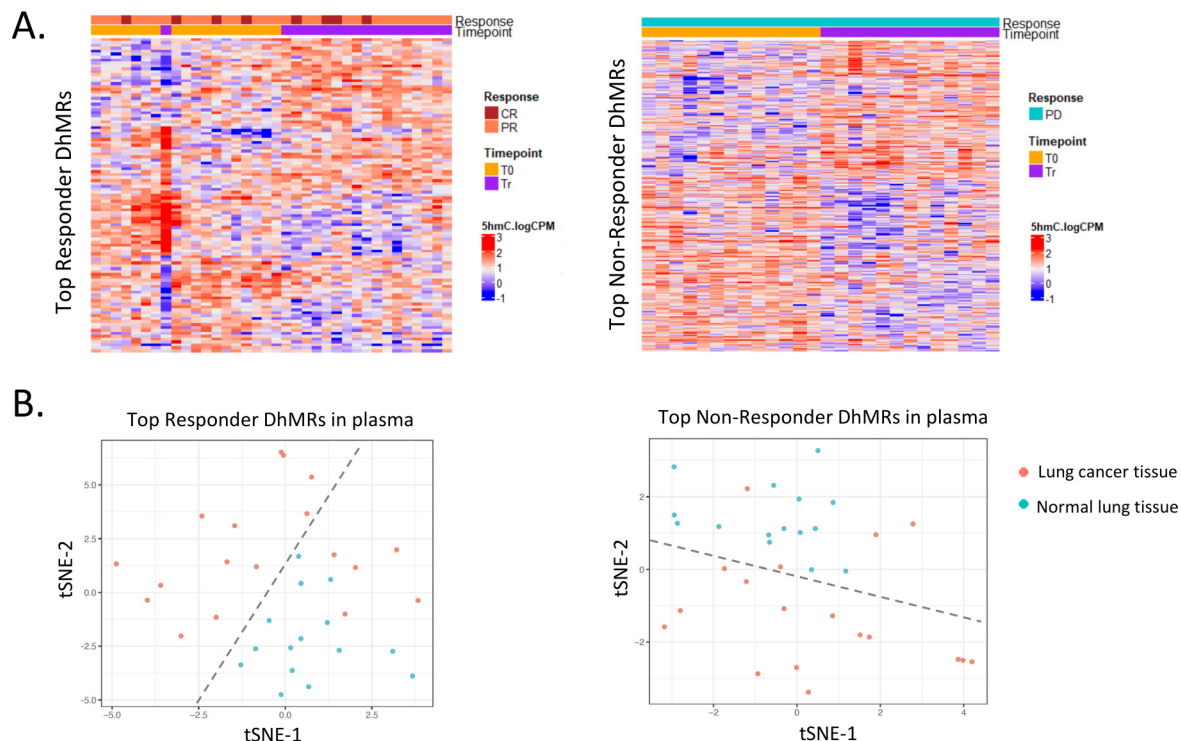 A.
Response
Timepoint
Top Responder DhMRs
Response
CR
PR
Timepoint
T0
Tr
5hmC.logCPM
3
2
1
0
-1
Response
Timepoint
Top Non-Responder DhMRs
Response
PD
Timepoint
T0
Tr
5hmC.logCPM
3
2
1
0
-1
B.
Top Responder DhMRs in plasma
tSNE-2
5.0
2.5
0.0
−2.5
−5.0
−5.0 −2.5 0.0 2.5
tSNE-1
Top Non-Responder DhMRs in plasma
tSNE-2
2
0
−2
−2 0 2 4
tSNE-1
Lung cancer tissue
Normal lung tissue